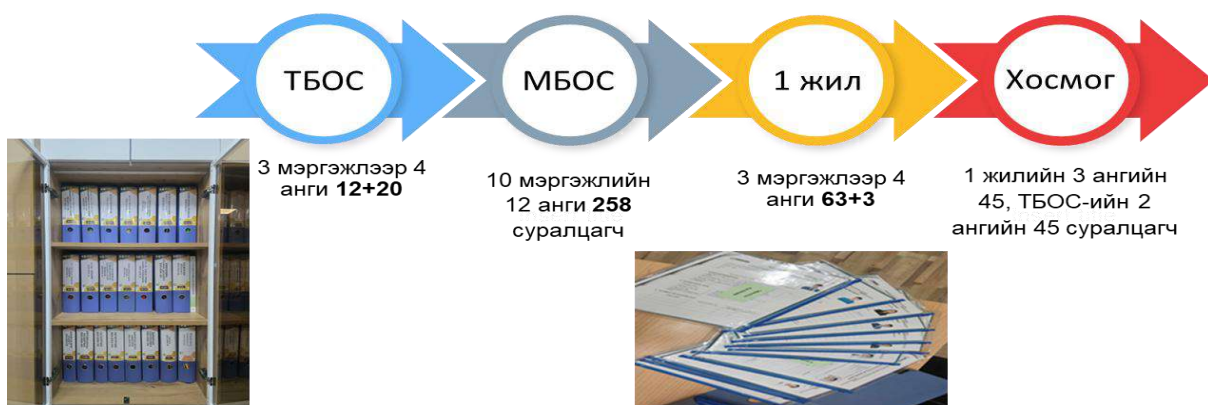 ТБОС
МБОС
1 жил
Хосмог
3 мэргэжлээр 4
анги 12+20
10 мэргэжлийн
12 анги 258
суралцагч
3 мэргэжлээр 4
анги 63+3
1 жилийн 3 ангийн
45, ТБОС-ийн 2
ангийн 45 суралцагч